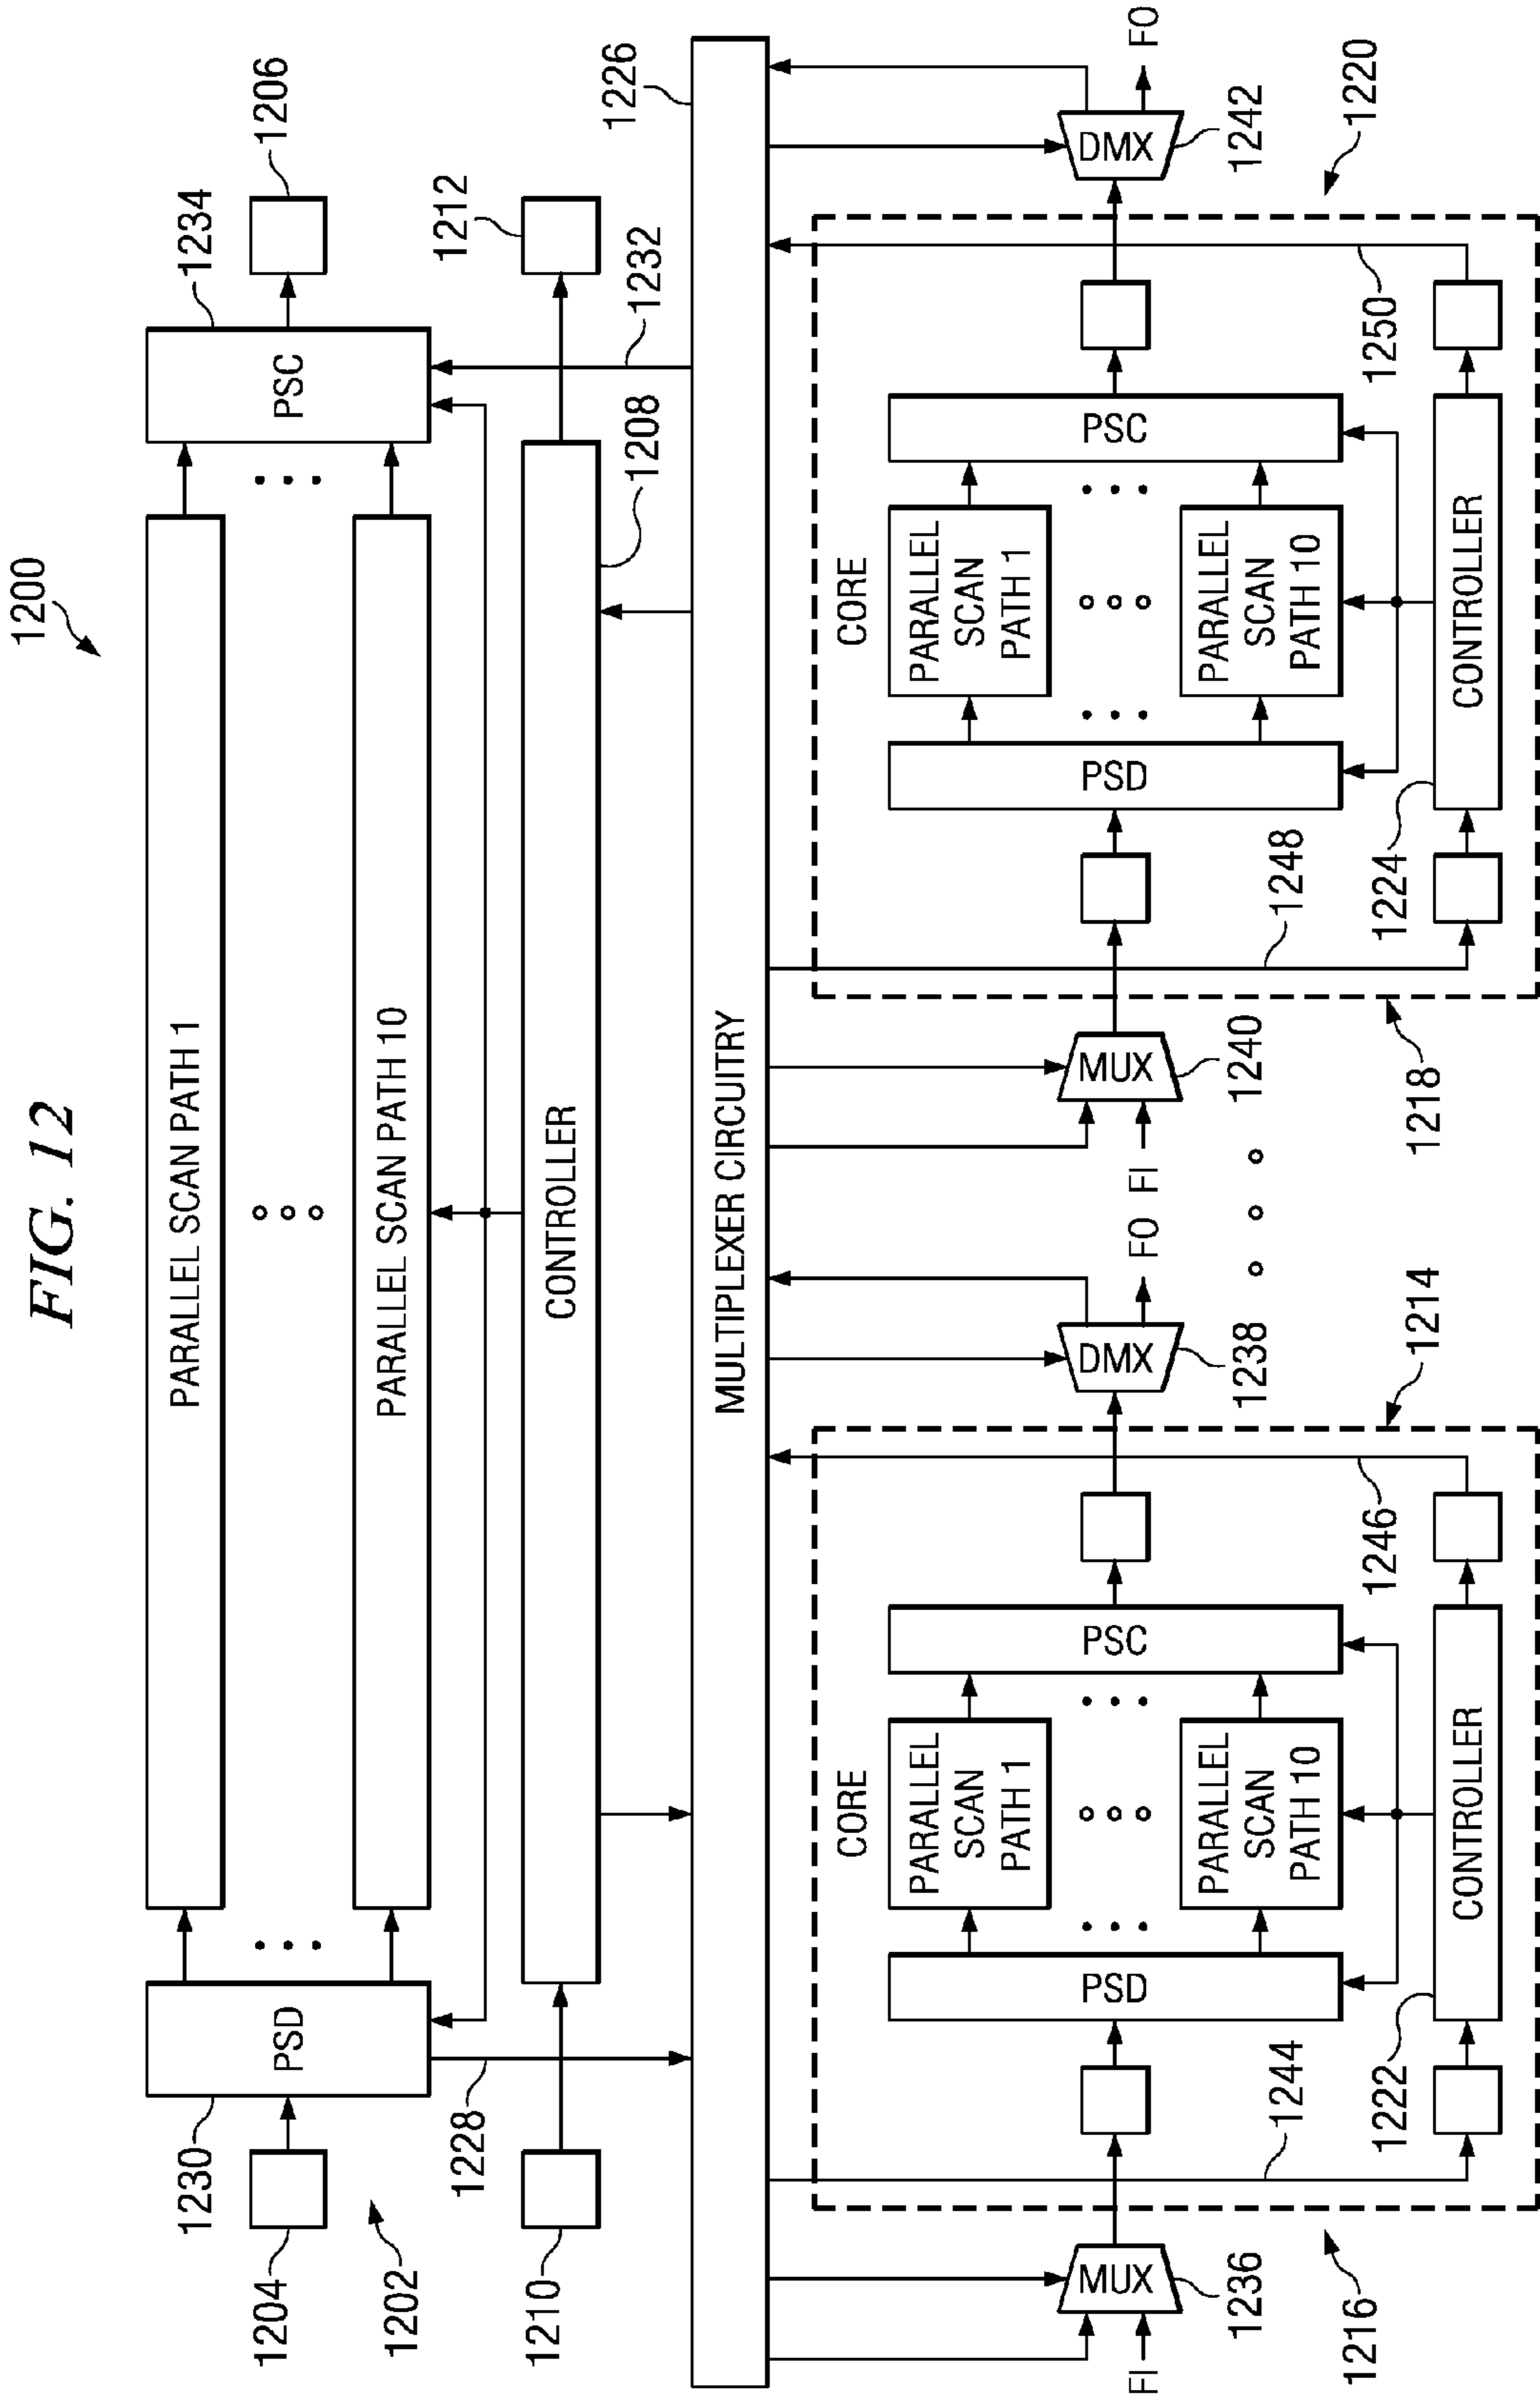 FIG. 12
1200
1230
PSD
PARALLEL SCAN PATH 1
PSC
1234
1204
1206
1202
PARALLEL SCAN PATH 10
1228
1232
1212
1210
CONTROLLER
1208
MULTIPLEXER CIRCUITRY
1226
CORE
CORE
FI
MUX
1236
PSD
PARALLEL
SCAN
PATH 1
PARALLEL
SCAN
PATH 10
PSC
DMX
1238
FO
FI
MUX
1240
PSD
PARALLEL
SCAN
PATH 1
PARALLEL
SCAN
PATH 10
PSC
DMX
1242
FO
1216
1244
1222
CONTROLLER
1246
1214
1218
1248
1224
CONTROLLER
1250
1220